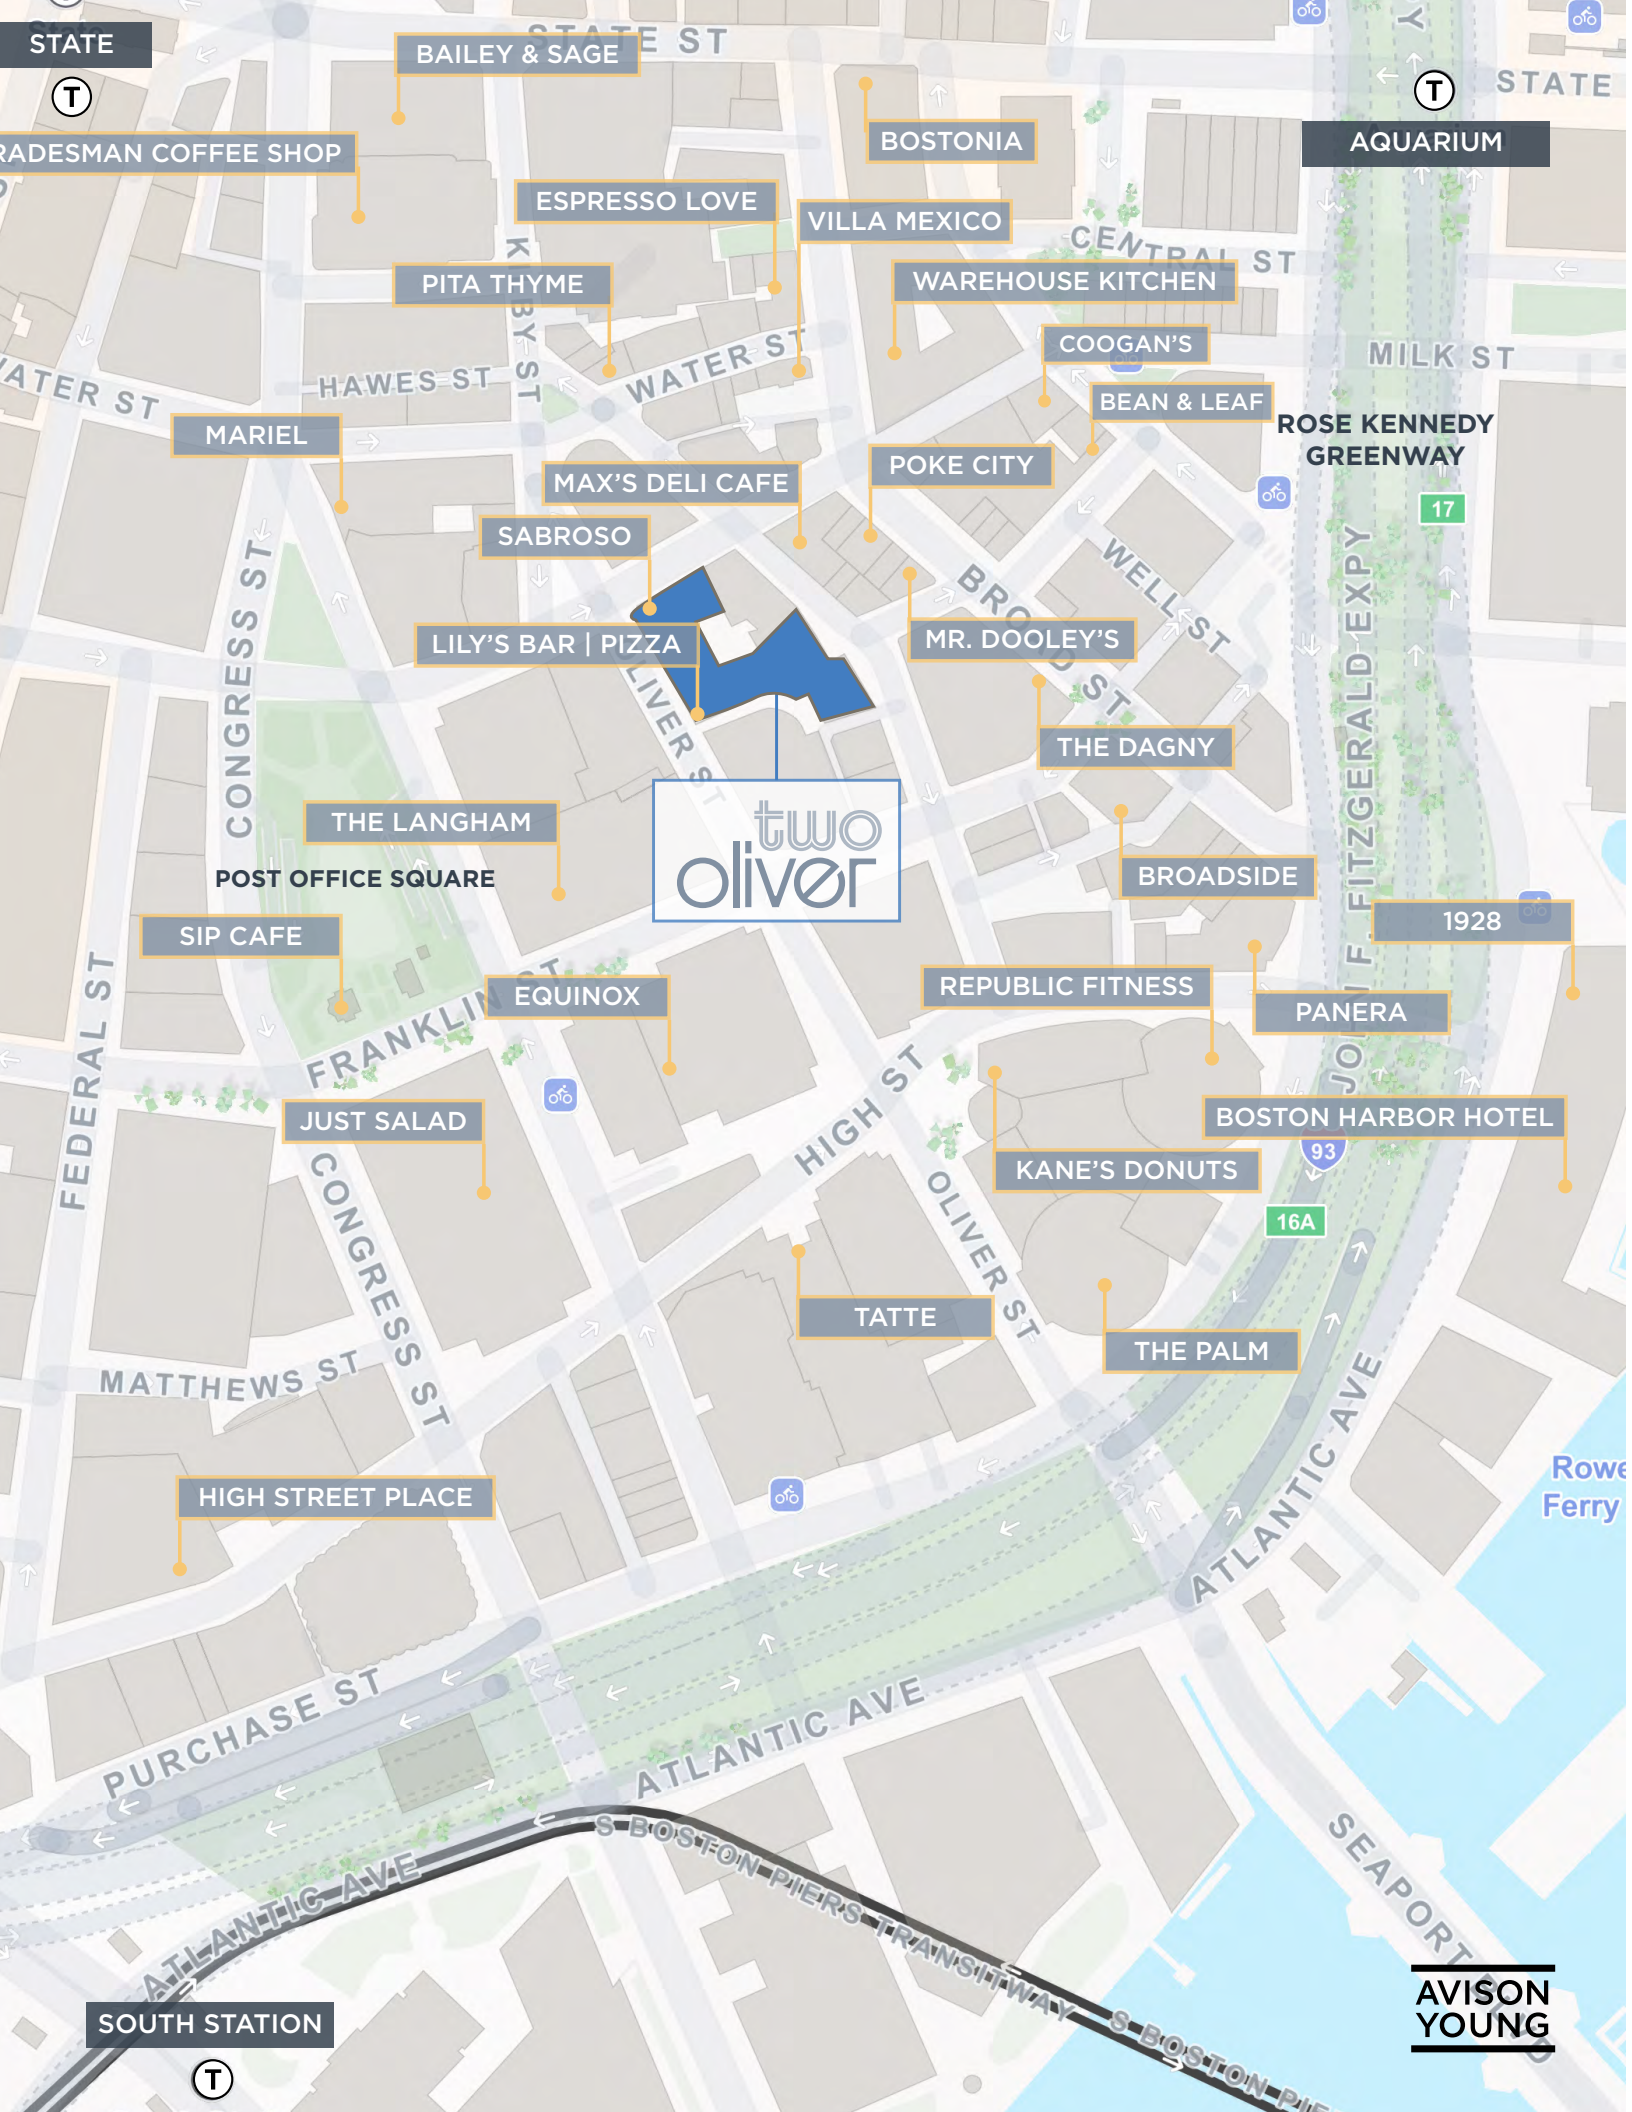 STATE ST
STATE
BAILEY & SAGE
T
T
STATE
BOSTONIA
AQUARIUM
RADESMAN COFFEE SHOP
ESPRESSO LOVE
VILLA MEXICO
CENTRAL ST
PITA THYME
WAREHOUSE KITCHEN
KILBY ST
COOGAN'S
MILK ST
WATER ST
HAWES ST
WATER ST
BEAN & LEAF
ROSE KENNEDY
GREENWAY
MARIEL
POKE CITY
MAX'S DELI CAFE
17
SABROSO
BROAD ST
WELL ST
CONGRESS ST
LILY'S BAR | PIZZA
MR. DOOLEY'S
OLIVER ST
THE DAGNY
two
oliver
THE LANGHAM
POST OFFICE SQUARE
BROADSIDE
1928
SIP CAFE
JOHN F FITZGERALD EXPY
FRANKLIN ST
EQUINOX
REPUBLIC FITNESS
PANERA
FEDERAL ST
HIGH ST
JUST SALAD
BOSTON HARBOR HOTEL
93
KANE'S DONUTS
16A
CONGRESS ST
OLIVER ST
TATTE
THE PALM
MATTHEWS ST
ATLANTIC AVE
Rowe
Ferry
HIGH STREET PLACE
PURCHASE ST
ATLANTIC AVE
S BOSTON PIERS TRANSITWAY
ATLANTIC AVE
SEAPORT BLVD
AVISON
YOUNG
SOUTH STATION
S BOSTON PIE
T